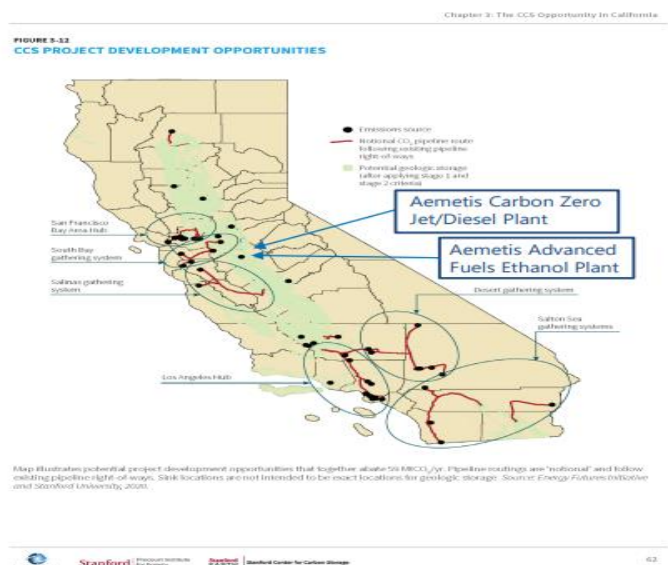 Chapter 3: The CCS Opportunity in California
FIGURE 3-12
CCS PROJECT DEVELOPMENT OPPORTUNITIES
Emissions source
Notional CO₂ pipeline route
following existing pipeline
right-of-ways
Potential geologic storage
(after applying stage 1 and
stage 2 criteria)
Aemetis Carbon Zero
Jet/Diesel Plant
Aemetis Advanced
Fuels Ethanol Plant
San Francisco
Bay Area Hub
South Bay
gathering system
Salinas gathering
system
Desert gathering system
Salton Sea
gathering systems
Los Angeles Hub
Map illustrates potential project development opportunities that together abate 59 MtCO₂/yr. Pipeline routings are 'notional' and follow
existing pipeline right-of-ways. Sink locations are not intended to be exact locations for geologic storage. Source: Energy Futures Initiative
and Stanford University, 2020.
Stanford
Precourt Institute
for Energy
Stanford
EARTH
Stanford Center for Carbon Storage